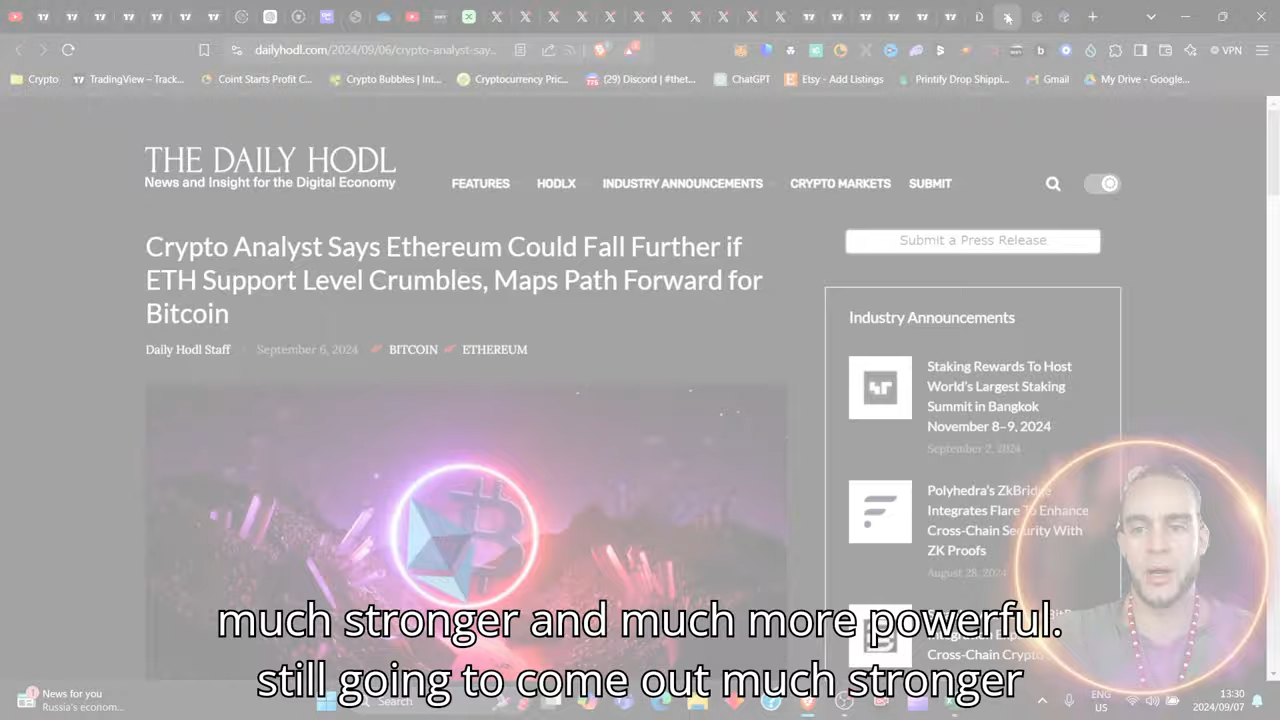 dailyhodl.com/2024/09/06/crypto-analyst-say...
VPN
Crypto
TradingView – Track...
Coint Starts Profit C...
Crypto Bubbles | Int...
Cryptocurrency Pric...
(29) Discord | #thet...
ChatGPT
Etsy - Add Listings
Printify Drop Shippi...
Gmail
My Drive - Google...
THE DAILY HODL
News and Insight for the Digital Economy
FEATURES
HODLX
INDUSTRY ANNOUNCEMENTS
CRYPTO MARKETS
SUBMIT
Crypto Analyst Says Ethereum Could Fall Further if
ETH Support Level Crumbles, Maps Path Forward for
Bitcoin
Daily Hodl Staff
September 6, 2024
BITCOIN
ETHEREUM
Submit a Press Release
Industry Announcements
Staking Rewards To Host
World's Largest Staking
Summit in Bangkok
November 8–9, 2024
September 2, 2024
Polyhedra's ZkBridge
Integrates Flare To Enhance
Cross-Chain Security With
ZK Proofs
August 28, 2024
Cross-Chain Crypto
much stronger and much more powerful.
still going to come out much stronger
News for you
Russia's econom...
Search
ENG
US
13:30
2024/09/07